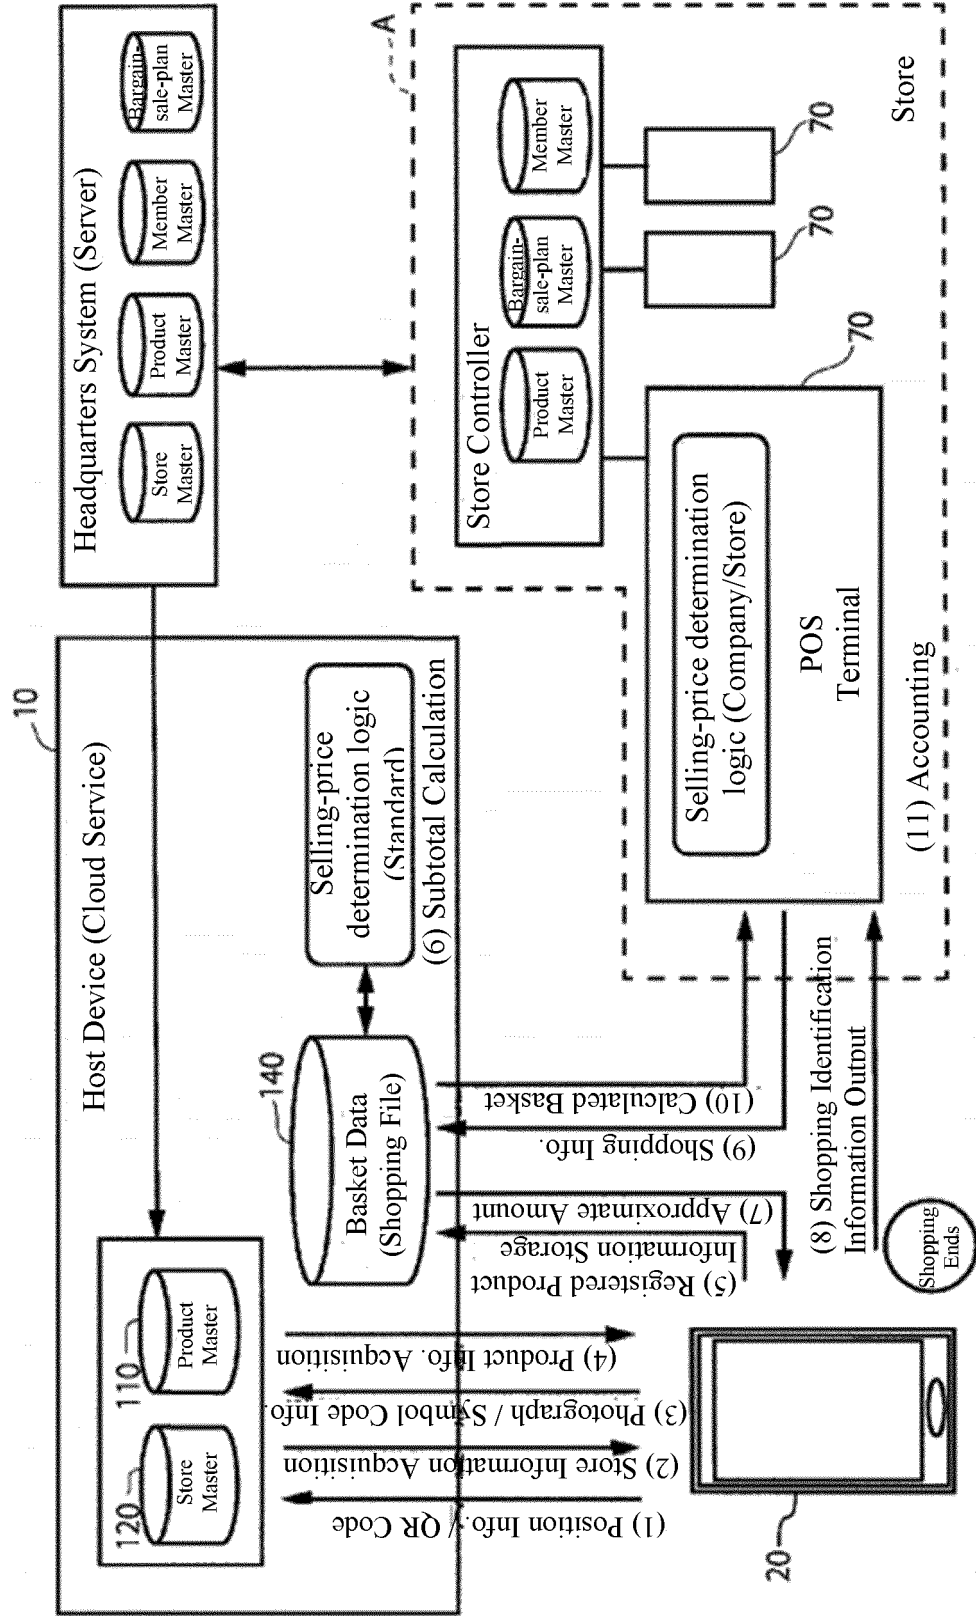 10
Host Device (Cloud Service)
120
Store
Master
110
Product
Master
140
Basket Data
(Shopping File)
Selling-price
determination logic
(Standard)
(6) Subtotal Calculation
Headquarters System (Server)
Store
Master
Product
Master
Member
Master
Bargain-
sale-plan
Master
A
Store Controller
Product
Master
Bargain-
sale-plan
Master
Member
Master
70
70
70
Store
Selling-price determination
logic (Company/Store)
POS
Terminal
(11) Accounting
(1) Position Info. / QR Code
(2) Store Information Acquisition
(3) Photograph / Symbol Code Info.
(4) Product Info. Acquisition
(5) Registered Product
Information Storage
(7) Approximate Amount
(9) Shopping Info.
(10) Calculated Basket
(8) Shopping Identification
Information Output
Shopping
Ends
20